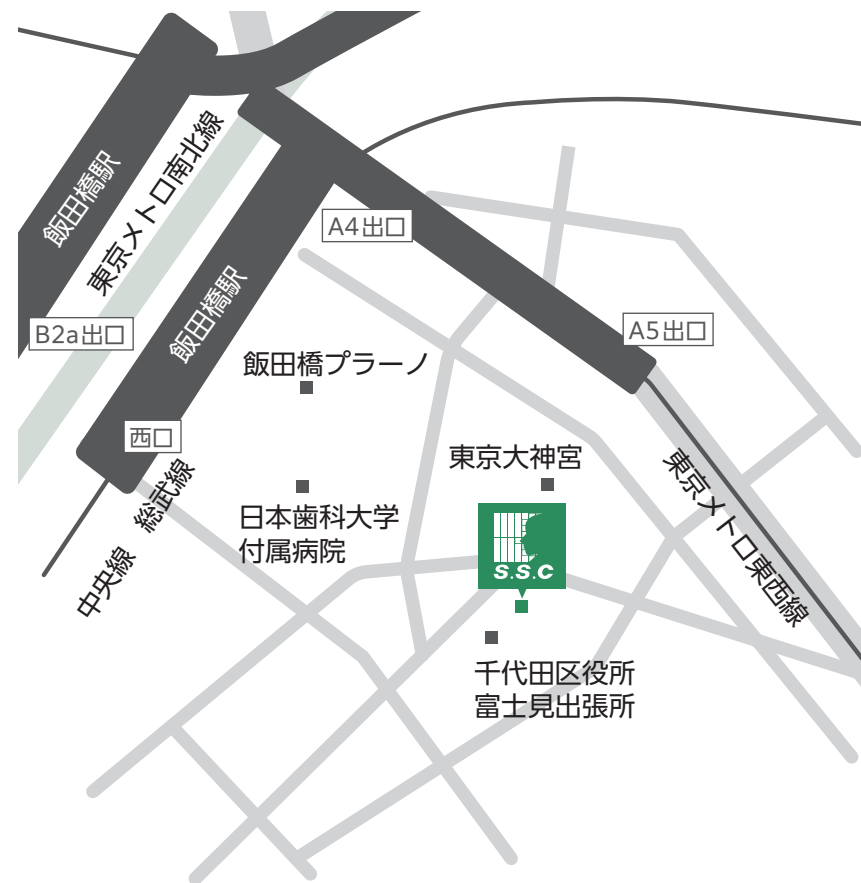 飯田橋駅
東京メトロ南北線
A4出口
飯田橋駅
B2a出口
A5出口
飯田橋プラーノ
西口
東京大神宮
総武線
中央線
日本歯科大学
付属病院
東京メトロ東西線
S.S.C
千代田区役所
富士見出張所